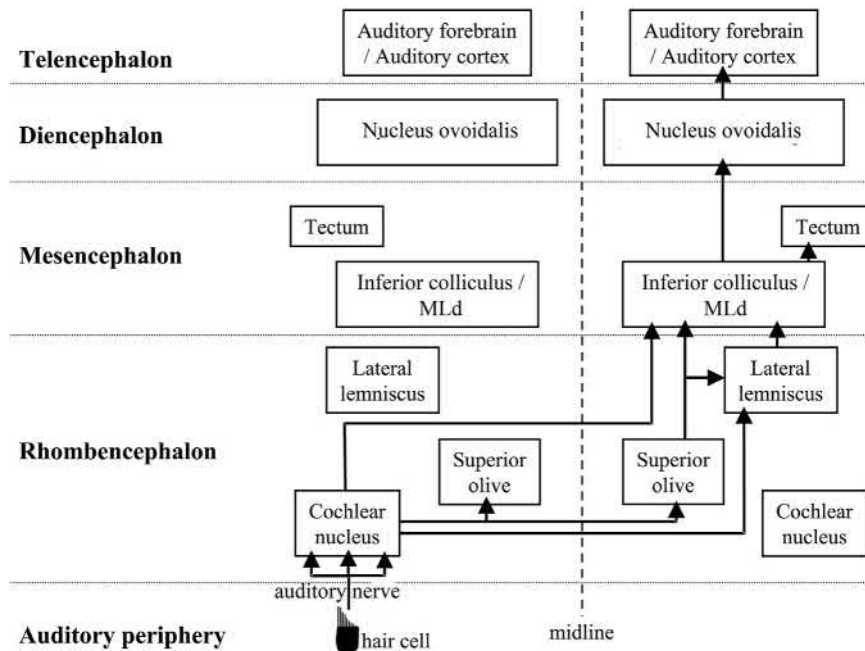 Telencephalon
Auditory forebrain
/ Auditory cortex
Auditory forebrain
/ Auditory cortex
Diencephalon
Nucleus ovoidalis
Nucleus ovoidalis
Mesencephalon
Tectum
Tectum
Inferior colliculus /
MLd
Inferior colliculus /
MLd
Rhombencephalon
Lateral
lemniscus
Lateral
lemniscus
Superior
olive
Superior
olive
Cochlear
nucleus
Cochlear
nucleus
auditory nerve
Auditory periphery
hair cell
midline